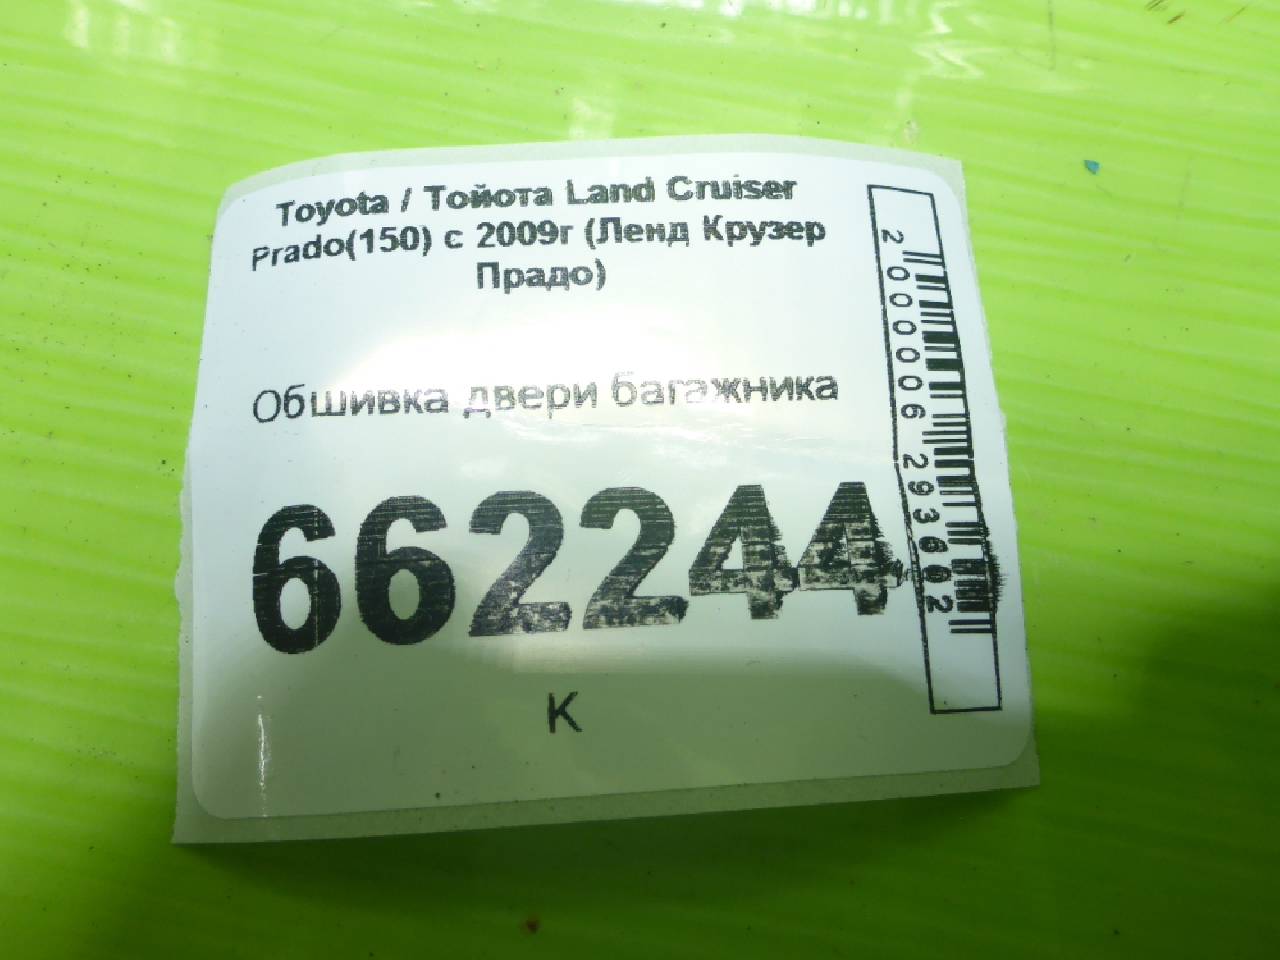 Toyota / Тойота Land Cruiser
Prado(150) с 2009г (Ленд Крузер
Прадо)
Обшивка двери багажника
662244
К
2000006293602